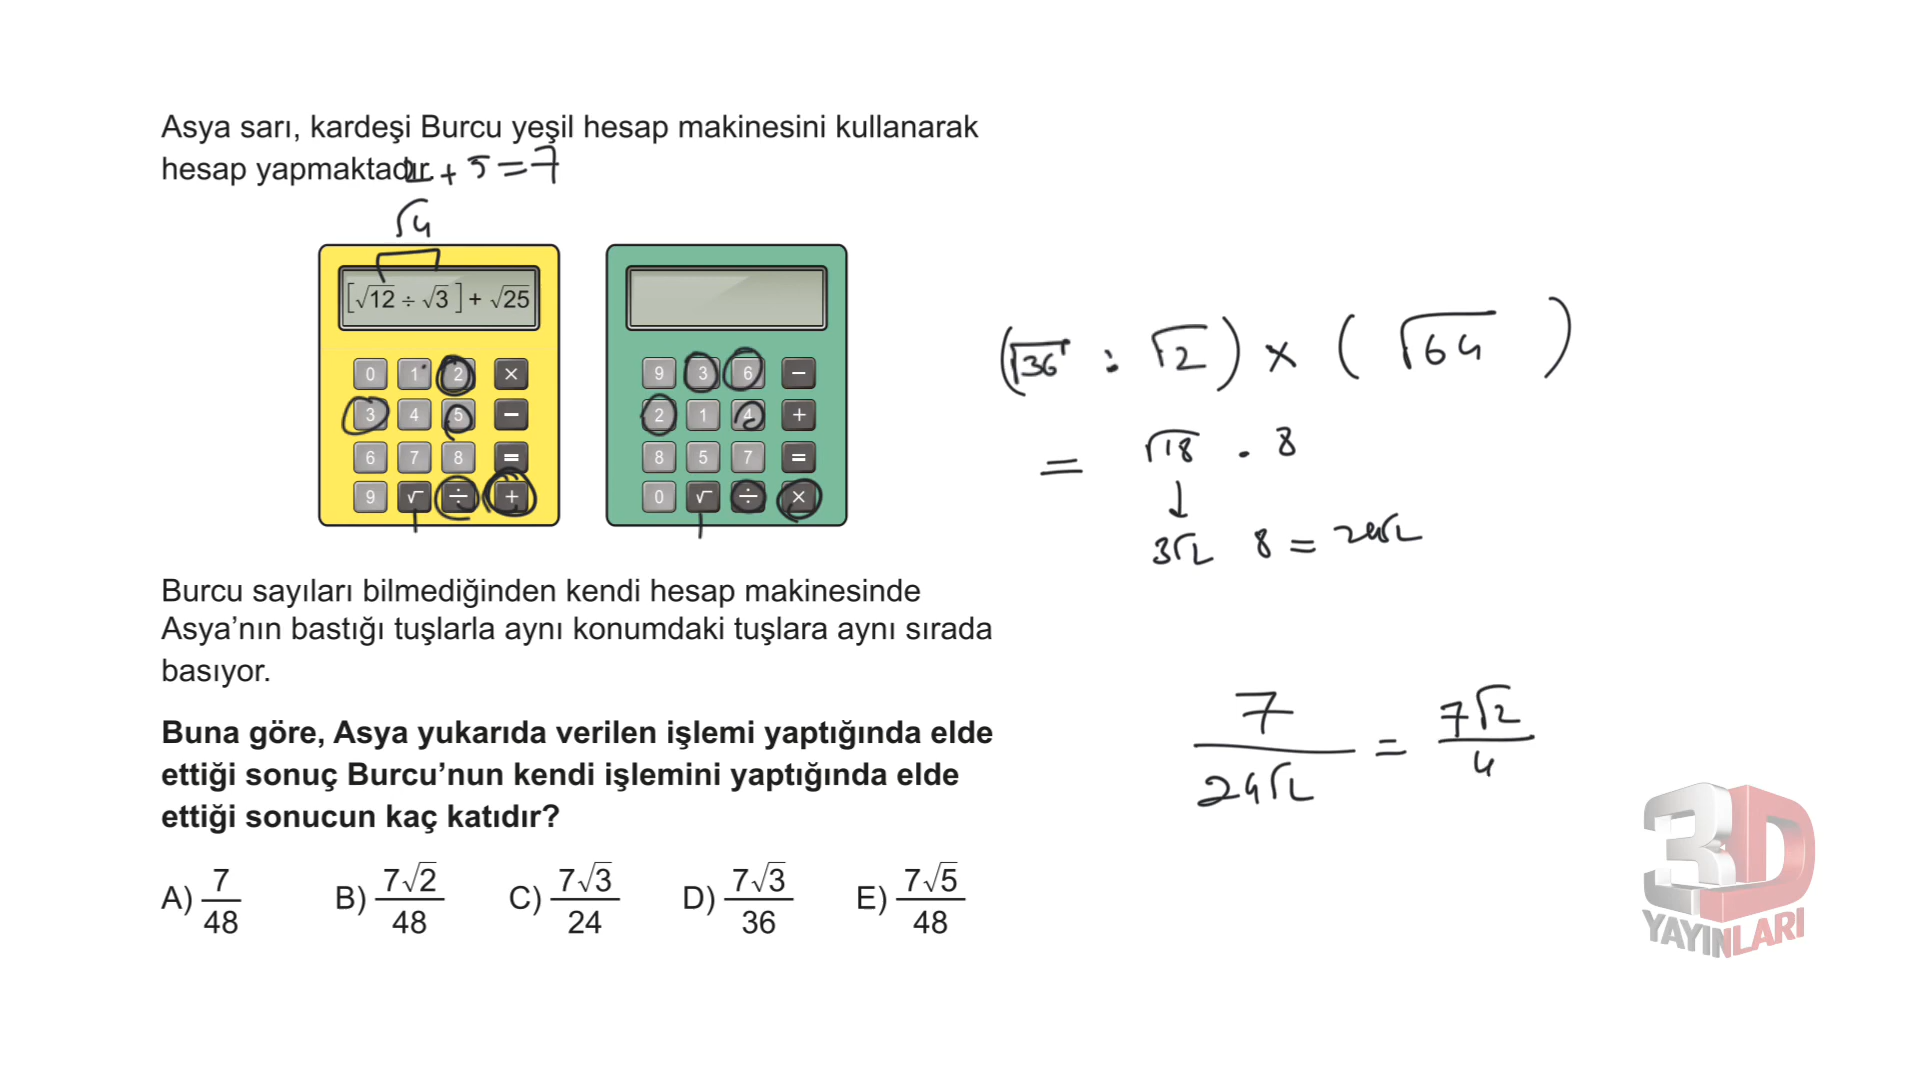 Asya sarı, kardeşi Burcu yeşil hesap makinesini kullanarak
hesap yapmaktadır.
2 + 5 = 7
√4
[√12 ÷ √3] + √25
0 1 2 ×
3 4 5 −
6 7 8 =
9 √ ÷ +
9 3 6 −
2 1 4 +
8 5 7 =
0 √ ÷ ×
(√36 : √2) × (√64)
= √18 . 8
↓
3√2 8 = 24√2
Burcu sayıları bilmediğinden kendi hesap makinesinde
Asya’nın bastığı tuşlarla aynı konumdaki tuşlara aynı sırada
basıyor.
Buna göre, Asya yukarıda verilen işlemi yaptığında elde
ettiği sonuç Burcu’nun kendi işlemini yaptığında elde
ettiği sonucun kaç katıdır?
7/24√2 = 7√2/4
A) 7/48 B) 7√2/48 C) 7√3/24 D) 7√3/36 E) 7√5/48
3D
YAYINLARI